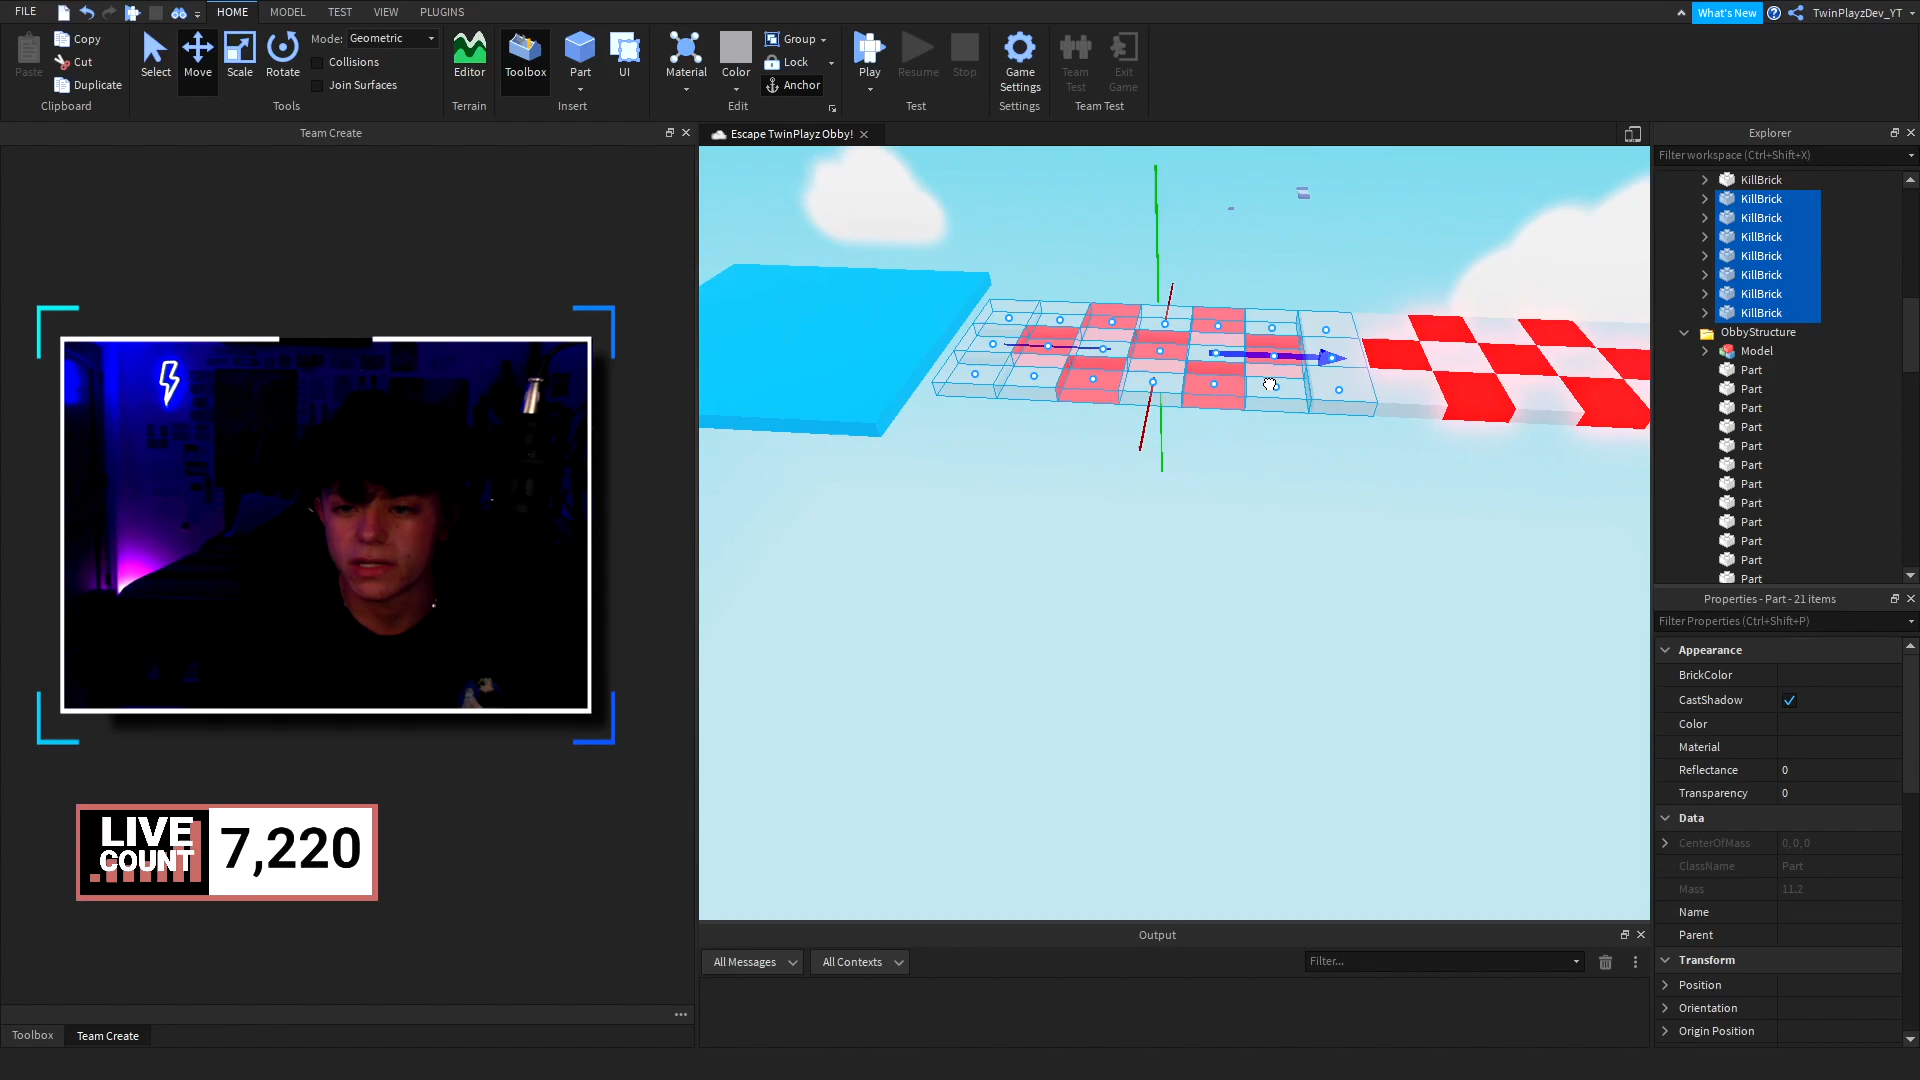 FILE HOME MODEL TEST VIEW PLUGINS What's New TwinPlayzDev_YT
Paste Copy Cut Duplicate Clipboard
Select Move Scale Rotate Mode: Geometric Collisions Join Surfaces Tools
Editor Terrain
Toolbox Part UI Insert
Material Color Group Lock Anchor Edit
Play Resume Stop Test
Game Settings Settings
Team Test Exit Game Team Test
Team Create
Escape TwinPlayz Obby!
Explorer
Filter workspace (Ctrl+Shift+X)
KillBrick
KillBrick
KillBrick
KillBrick
KillBrick
KillBrick
KillBrick
KillBrick
ObbyStructure
Model
Part
Part
Part
Part
Part
Part
Part
Part
Part
Part
Part
Part
Properties - Part - 21 items
Filter Properties (Ctrl+Shift+P)
Appearance
BrickColor
CastShadow
Color
Material
Reflectance 0
Transparency 0
Data
CenterOfMass 0, 0, 0
ClassName Part
Mass 11.2
Name
Parent
Transform
Position
Orientation
Origin Position
LIVE COUNT 7,220
Output
All Messages All Contexts Filter...
Toolbox Team Create